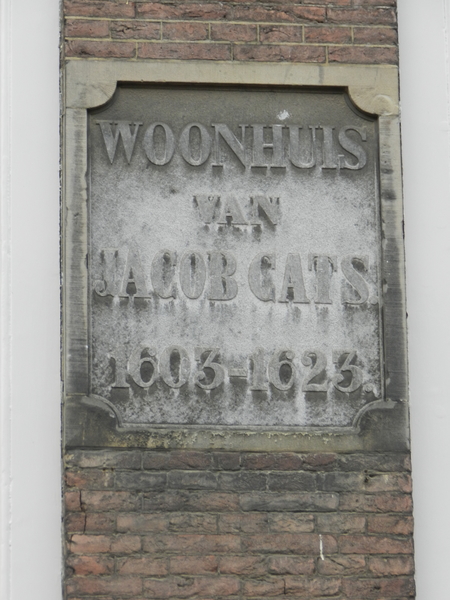 WOONHUIS
VAN
JACOB CATS.
1603-1623.